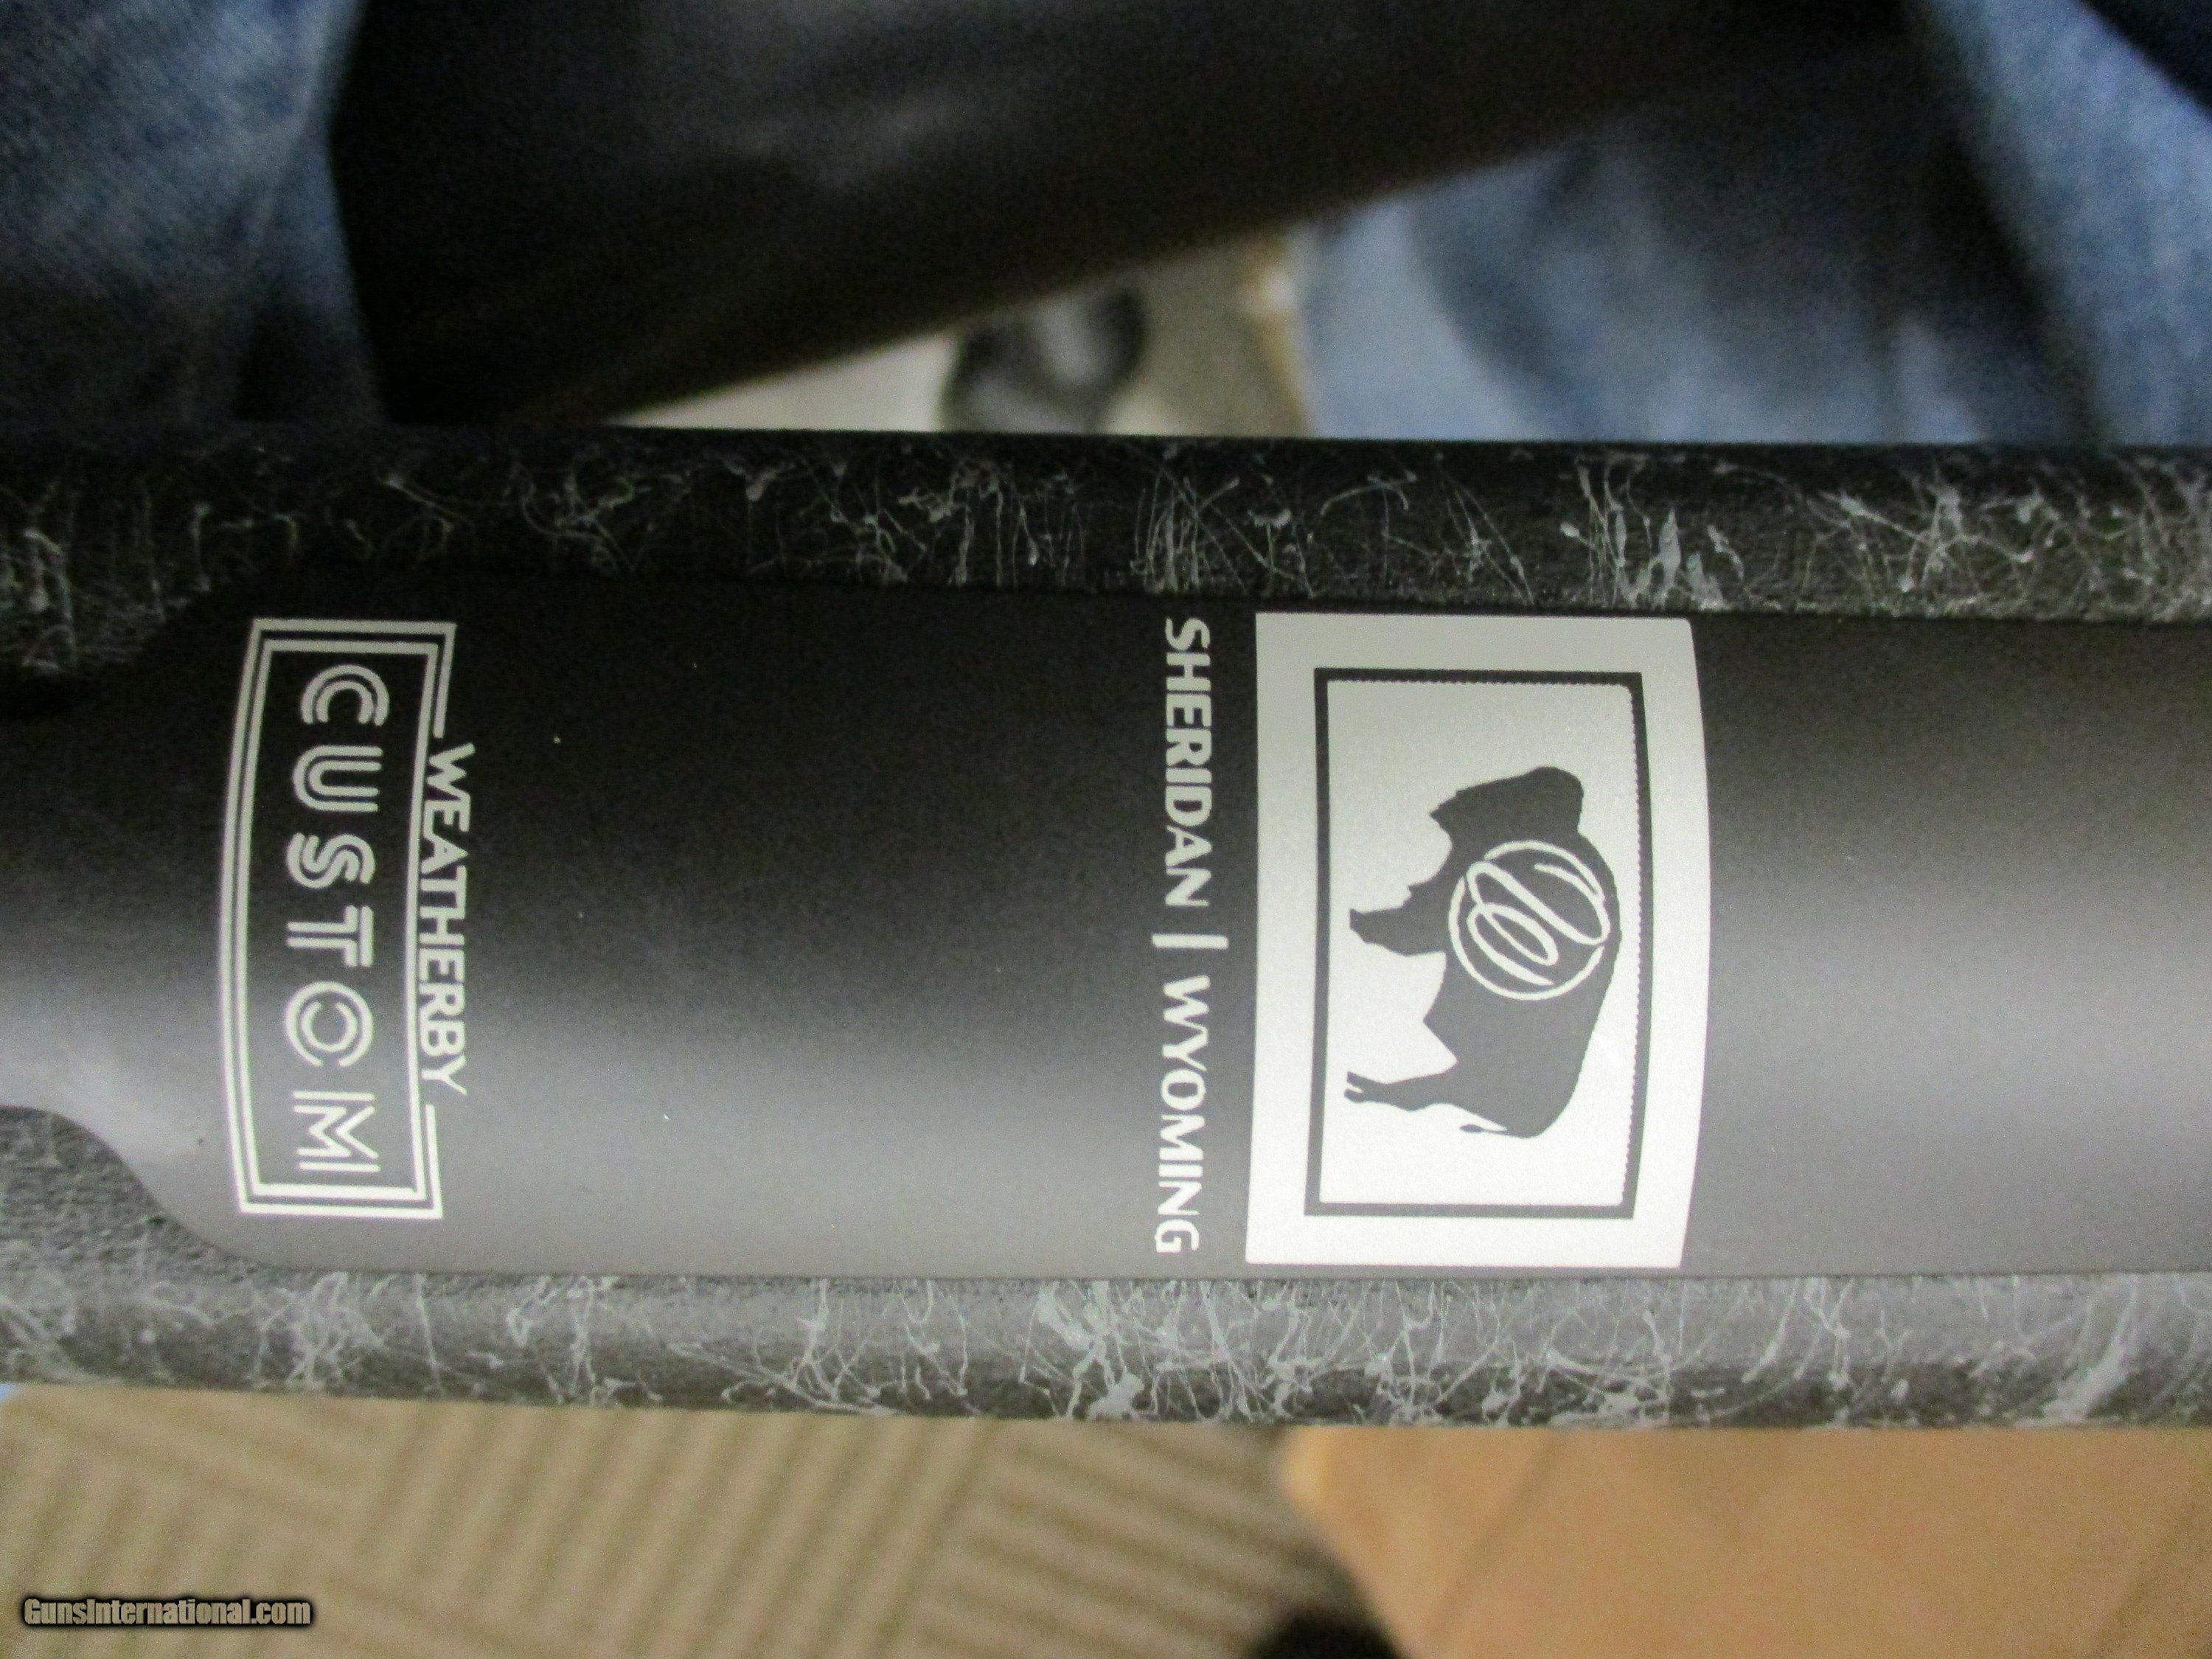 SHERIDAN | WYOMING
WEATHERBY
CUSTOM
GunsInternational.com